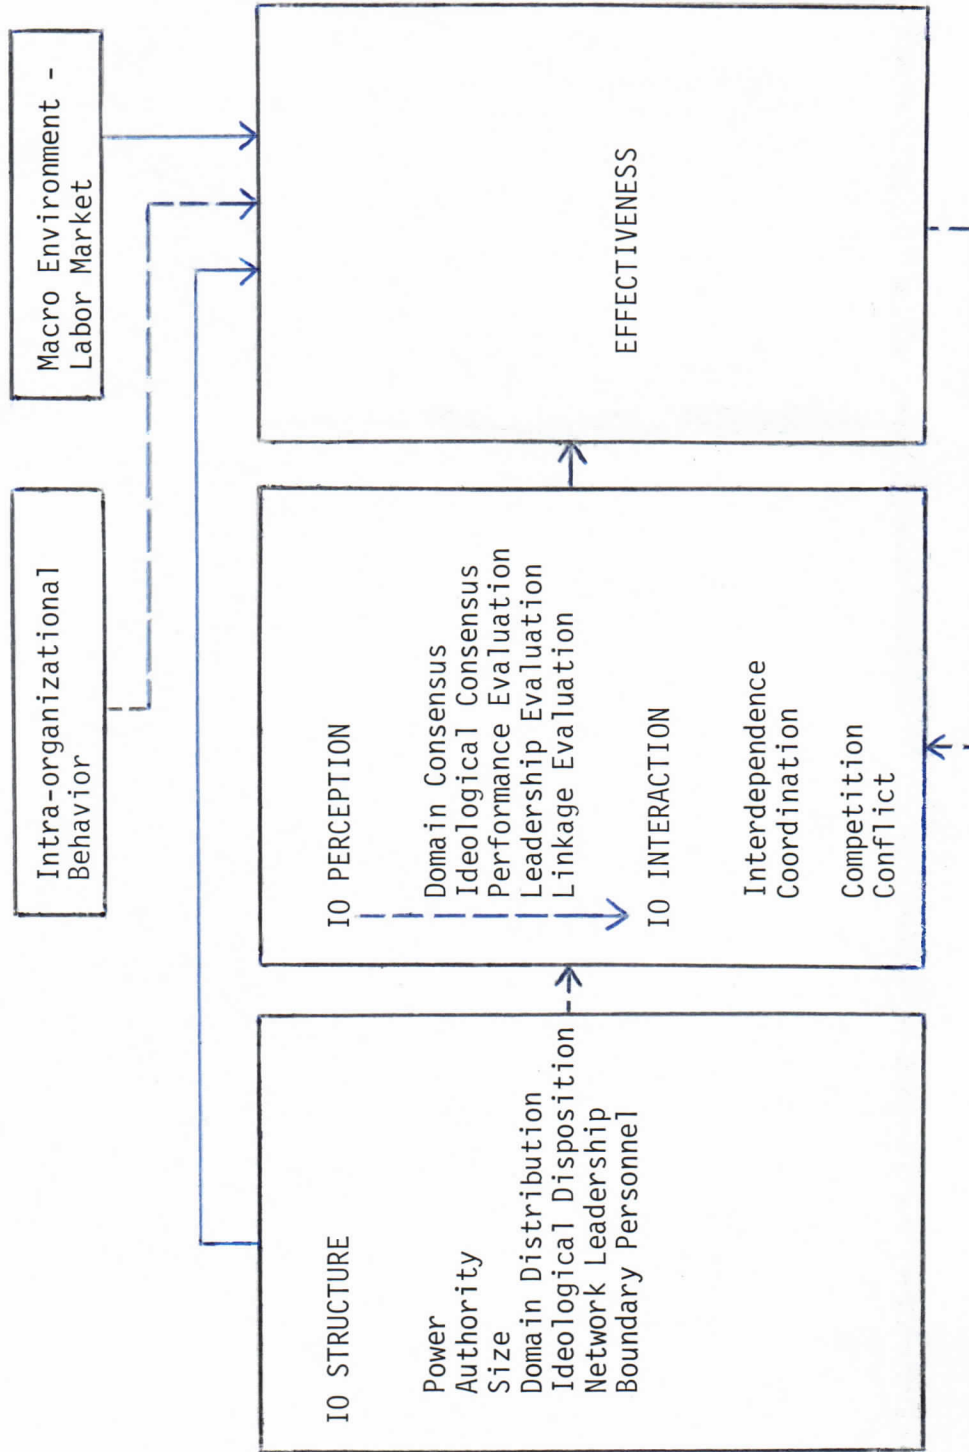 Intra-organizational
Behavior
Macro Environment -
Labor Market
IO STRUCTURE
Power
Authority
Size
Domain Distribution
Ideological Disposition
Network Leadership
Boundary Personnel
IO PERCEPTION
Domain Consensus
Ideological Consensus
Performance Evaluation
Leadership Evaluation
Linkage Evaluation
IO INTERACTION
Interdependence
Coordination
Competition
Conflict
EFFECTIVENESS